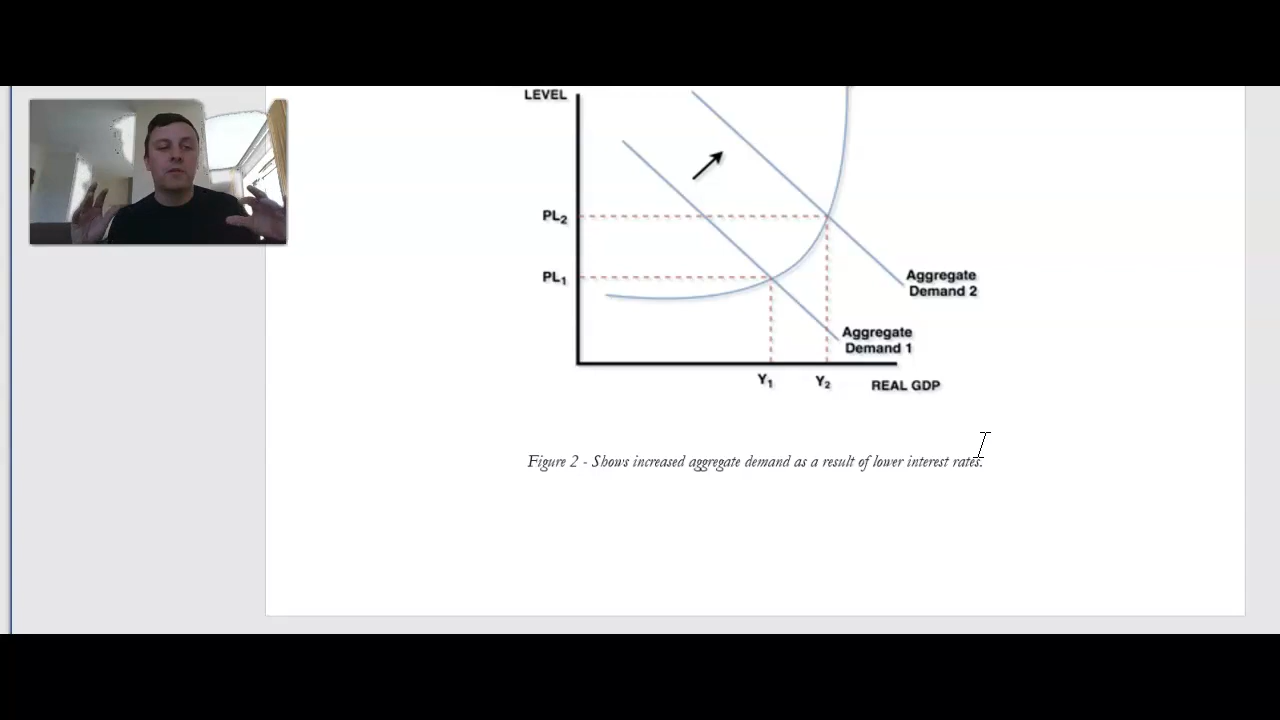 LEVEL
PL2
PL1
Aggregate
Demand 2
Aggregate
Demand 1
Y1
Y2
REAL GDP
Figure 2 - Shows increased aggregate demand as a result of lower interest rates.